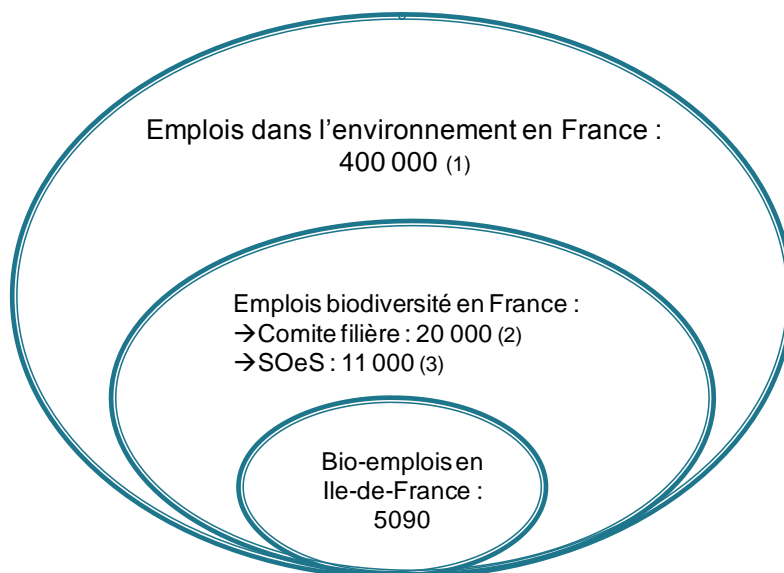 Emplois dans l'environnement en France :
400 000 (1)
Emplois biodiversité en France :
→Comite filière : 20 000 (2)
→SOeS : 11 000 (3)
Bio-emplois en
Ile-de-France :
5090